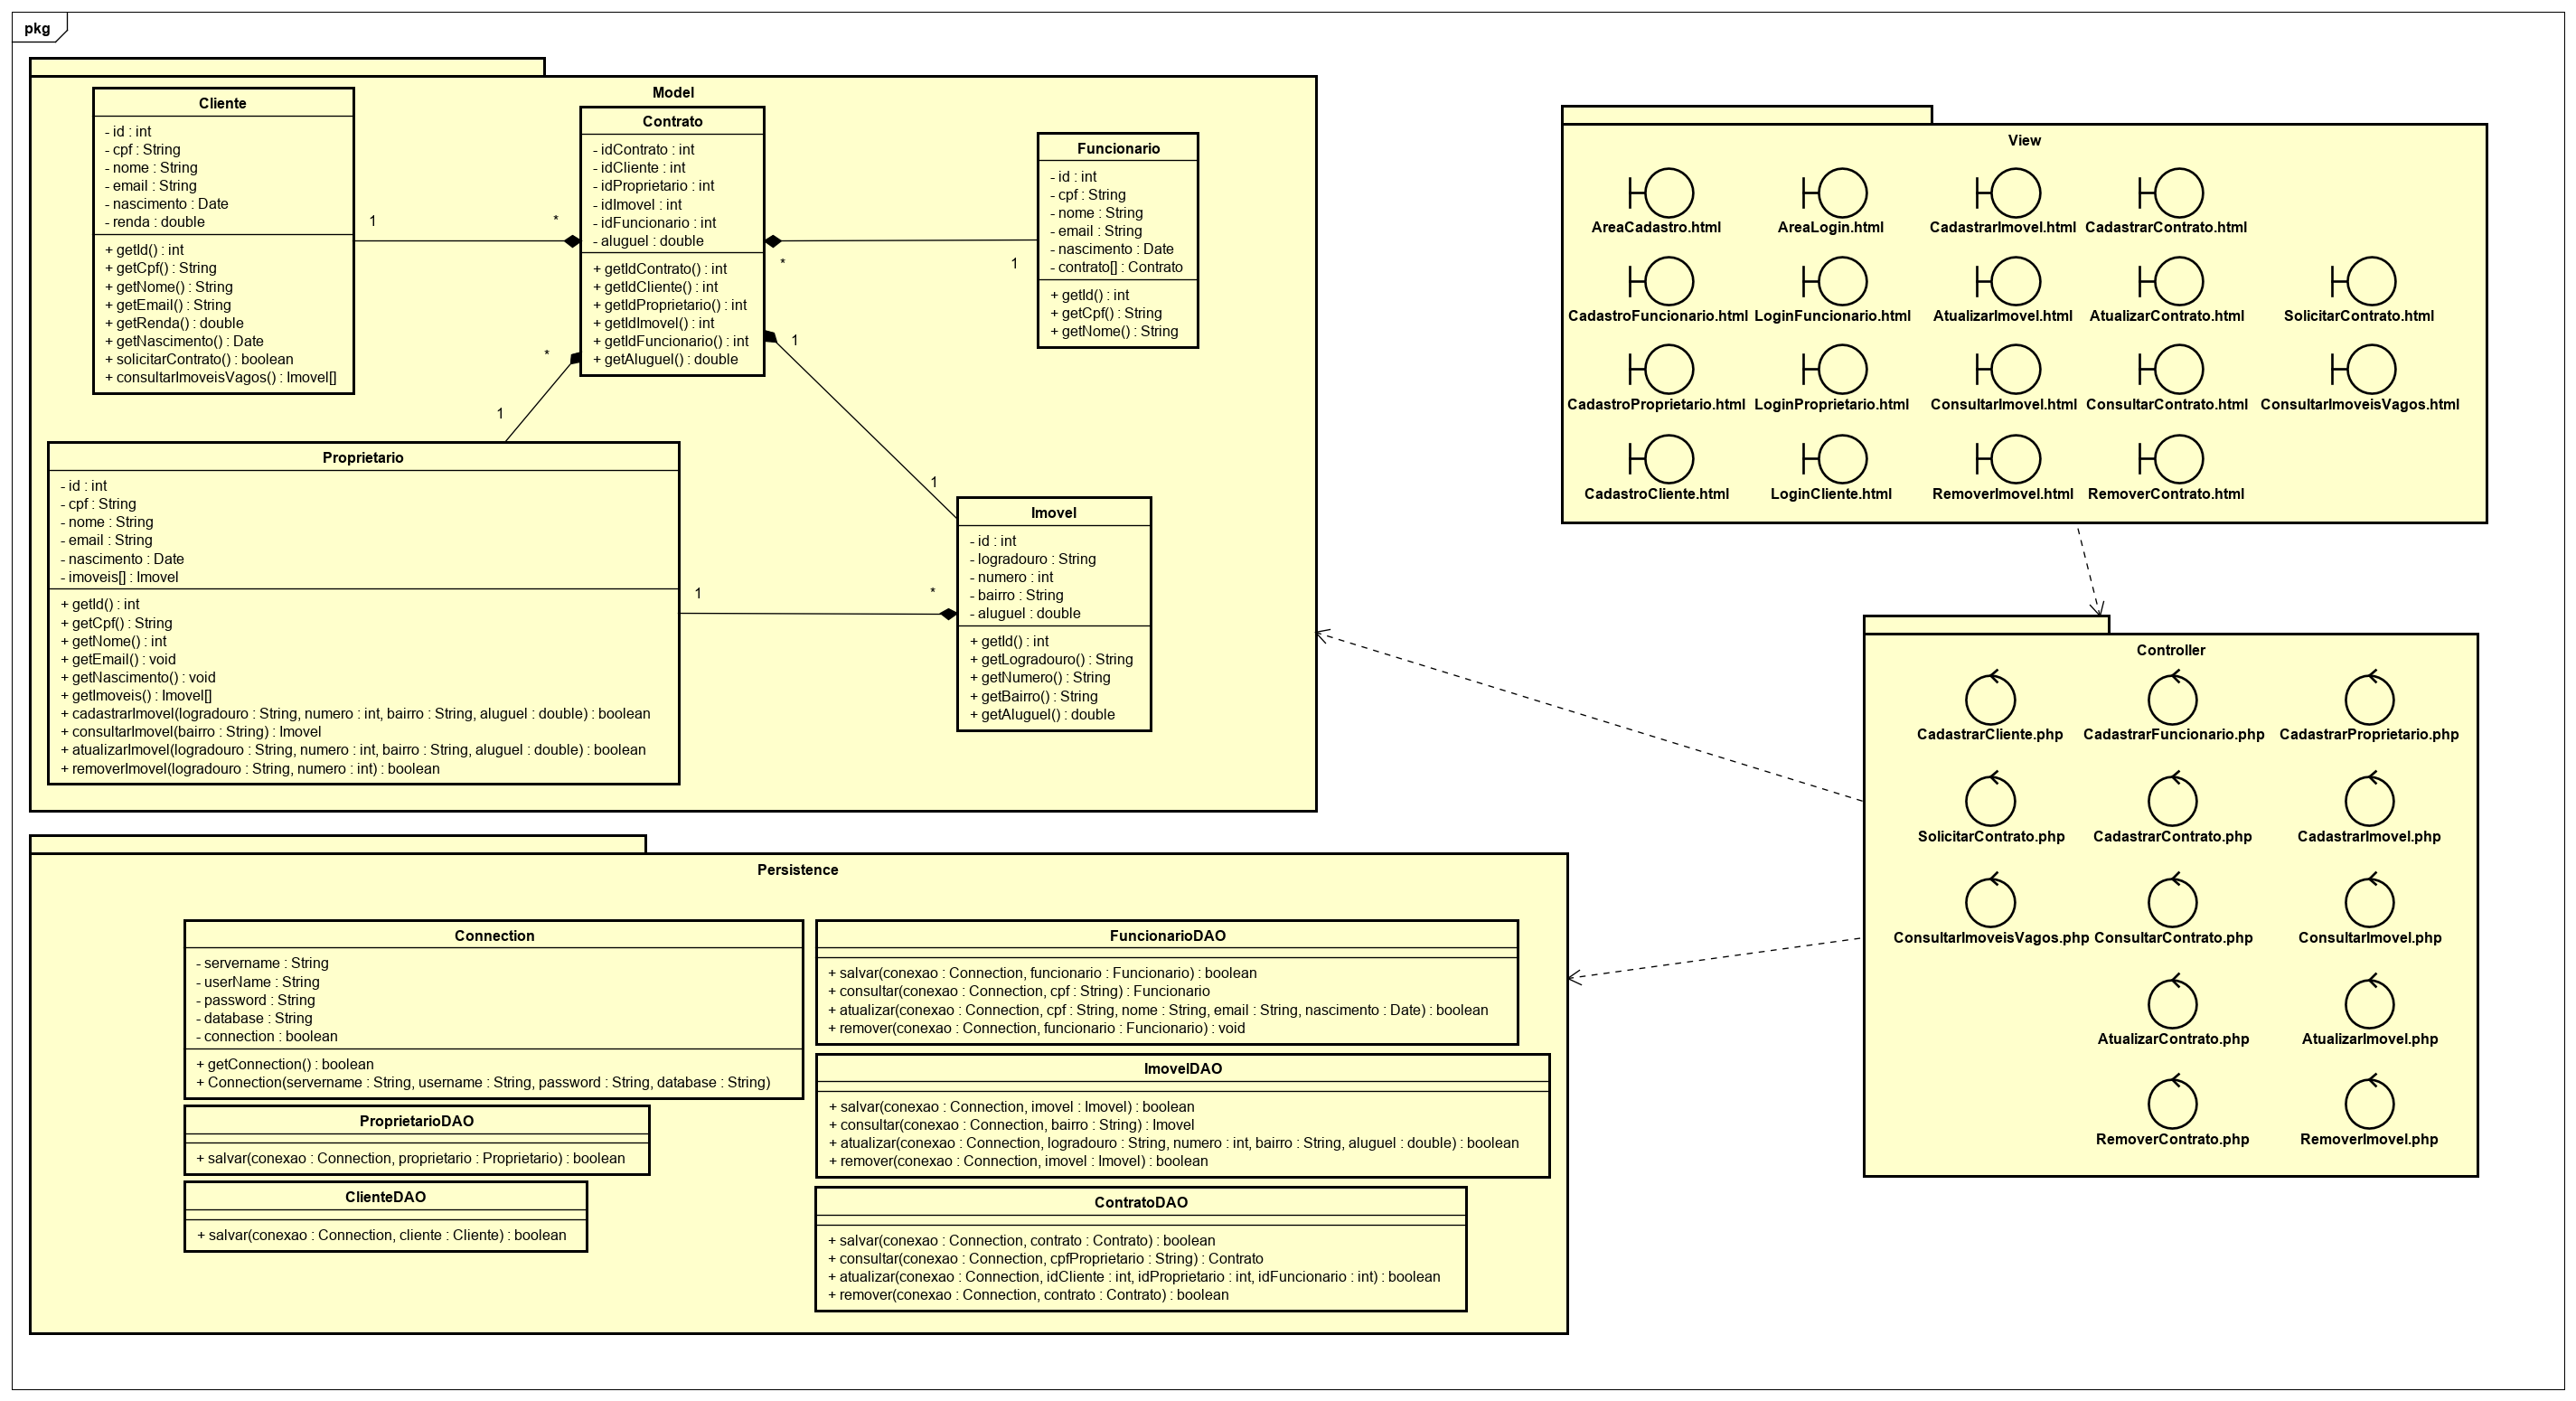 pkg
Model
Cliente
- id : int
- cpf : String
- nome : String
- email : String
- nascimento : Date
- renda : double
+ getId() : int
+ getCpf() : String
+ getNome() : String
+ getEmail() : String
+ getRenda() : double
+ getNascimento() : Date
+ solicitarContrato() : boolean
+ consultarImoveisVagos() : Imovel[]
1
*
Contrato
- idContrato : int
- idCliente : int
- idProprietario : int
- idImovel : int
- idFuncionario : int
- aluguel : double
+ getIdContrato() : int
+ getIdCliente() : int
+ getIdProprietario() : int
+ getIdImovel() : int
+ getIdFuncionario() : int
+ getAluguel() : double
*
1
Funcionario
- id : int
- cpf : String
- nome : String
- email : String
- nascimento : Date
- contrato[] : Contrato
+ getId() : int
+ getCpf() : String
+ getNome() : String
*
1
1
1
Proprietario
- id : int
- cpf : String
- nome : String
- email : String
- nascimento : Date
- imoveis[] : Imovel
+ getId() : int
+ getCpf() : String
+ getNome() : int
+ getEmail() : void
+ getNascimento() : void
+ getImoveis() : Imovel[]
+ cadastrarImovel(logradouro : String, numero : int, bairro : String, aluguel : double) : boolean
+ consultarImovel(bairro : String) : Imovel
+ atualizarImovel(logradouro : String, numero : int, bairro : String, aluguel : double) : boolean
+ removerImovel(logradouro : String, numero : int) : boolean
1
*
Imovel
- id : int
- logradouro : String
- numero : int
- bairro : String
- aluguel : double
+ getId() : int
+ getLogradouro() : String
+ getNumero() : String
+ getBairro() : String
+ getAluguel() : double
View
AreaCadastro.html
AreaLogin.html
CadastrarImovel.html
CadastrarContrato.html
CadastroFuncionario.html
LoginFuncionario.html
AtualizarImovel.html
AtualizarContrato.html
SolicitarContrato.html
CadastroProprietario.html
LoginProprietario.html
ConsultarImovel.html
ConsultarContrato.html
ConsultarImoveisVagos.html
CadastroCliente.html
LoginCliente.html
RemoverImovel.html
RemoverContrato.html
Controller
CadastrarCliente.php
CadastrarFuncionario.php
CadastrarProprietario.php
SolicitarContrato.php
CadastrarContrato.php
CadastrarImovel.php
ConsultarImoveisVagos.php
ConsultarContrato.php
ConsultarImovel.php
AtualizarContrato.php
AtualizarImovel.php
RemoverContrato.php
RemoverImovel.php
Persistence
Connection
- servername : String
- userName : String
- password : String
- database : String
- connection : boolean
+ getConnection() : boolean
+ Connection(servername : String, username : String, password : String, database : String)
ProprietarioDAO
+ salvar(conexao : Connection, proprietario : Proprietario) : boolean
ClienteDAO
+ salvar(conexao : Connection, cliente : Cliente) : boolean
FuncionarioDAO
+ salvar(conexao : Connection, funcionario : Funcionario) : boolean
+ consultar(conexao : Connection, cpf : String) : Funcionario
+ atualizar(conexao : Connection, cpf : String, nome : String, email : String, nascimento : Date) : boolean
+ remover(conexao : Connection, funcionario : Funcionario) : void
ImovelDAO
+ salvar(conexao : Connection, imovel : Imovel) : boolean
+ consultar(conexao : Connection, bairro : String) : Imovel
+ atualizar(conexao : Connection, logradouro : String, numero : int, bairro : String, aluguel : double) : boolean
+ remover(conexao : Connection, imovel : Imovel) : boolean
ContratoDAO
+ salvar(conexao : Connection, contrato : Contrato) : boolean
+ consultar(conexao : Connection, cpfProprietario : String) : Contrato
+ atualizar(conexao : Connection, idCliente : int, idProprietario : int, idFuncionario : int) : boolean
+ remover(conexao : Connection, contrato : Contrato) : boolean